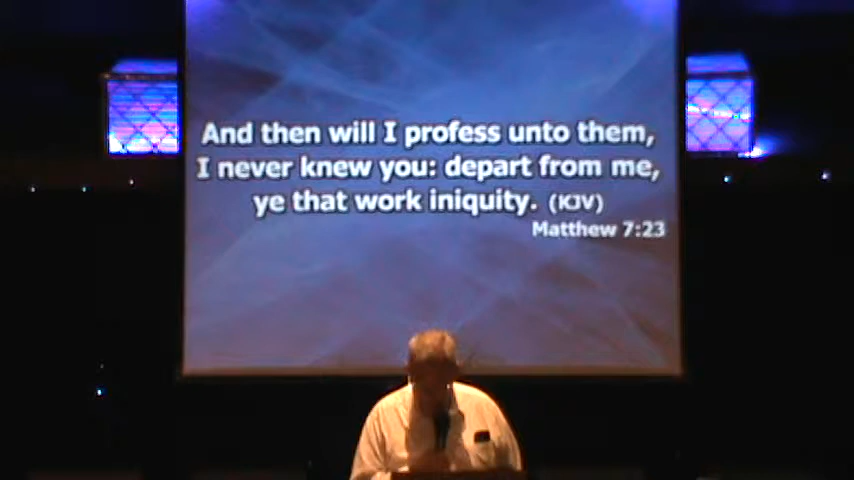 And then will I profess unto them,
I never knew you: depart from me,
ye that work iniquity. (KJV)
Matthew 7:23